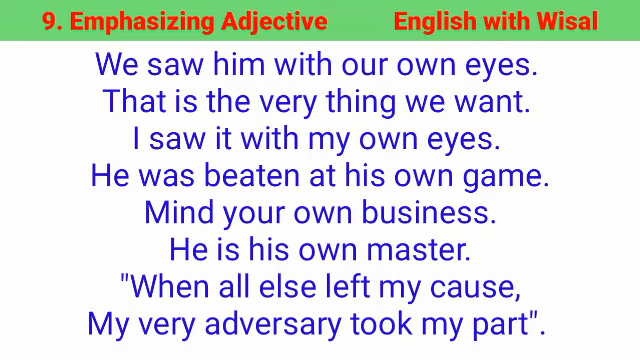 9. Emphasizing Adjective English with Wisal
We saw him with our own eyes.
That is the very thing we want.
I saw it with my own eyes.
He was beaten at his own game.
Mind your own business.
He is his own master.
"When all else left my cause,
My very adversary took my part".